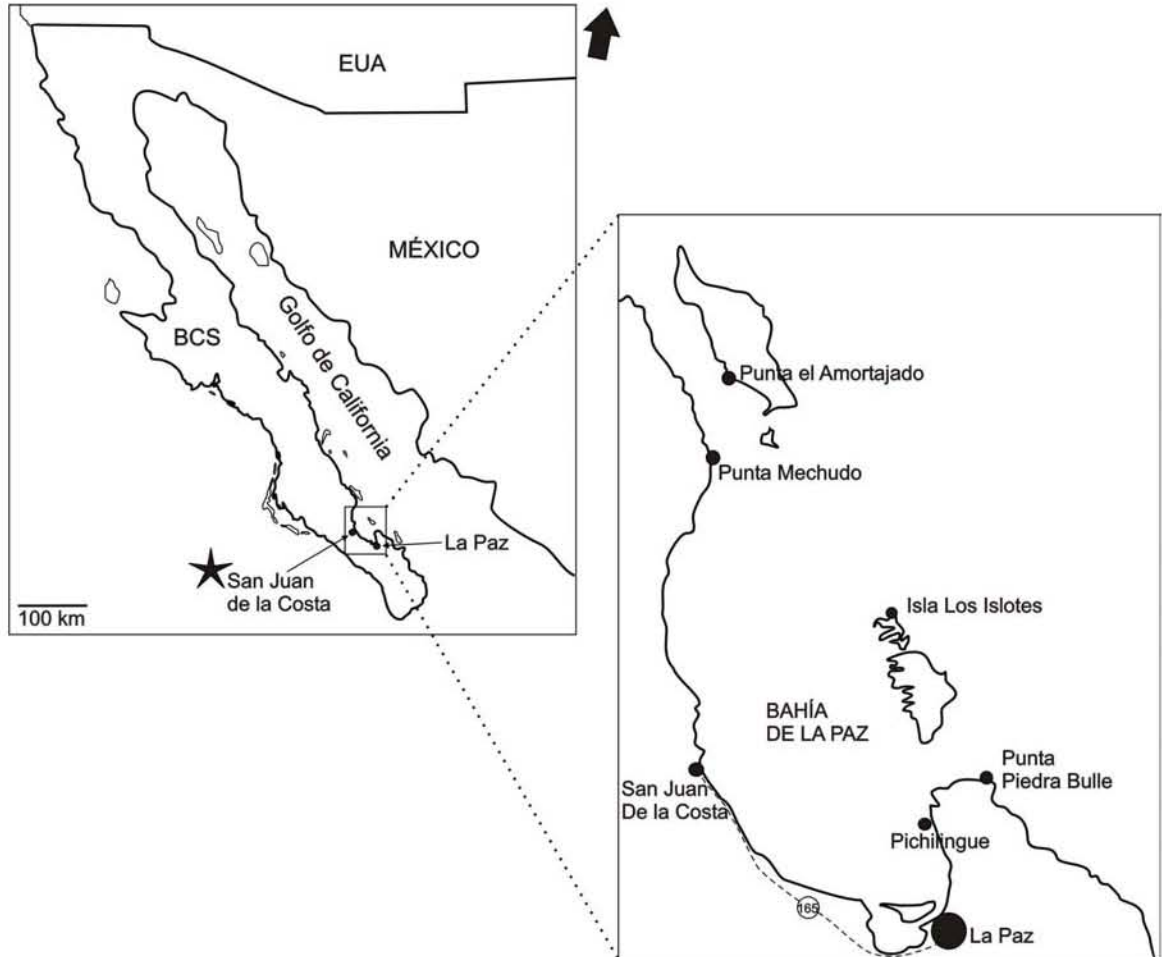 EUA
MÉXICO
Golfo de California
BCS
La Paz
San Juan
de la Costa
100 km
Punta el Amortajado
Punta Mechudo
Isla Los Islotes
BAHÍA
DE LA PAZ
Punta
Piedra Bulle
San Juan
De la Costa
Pichilingue
165
La Paz